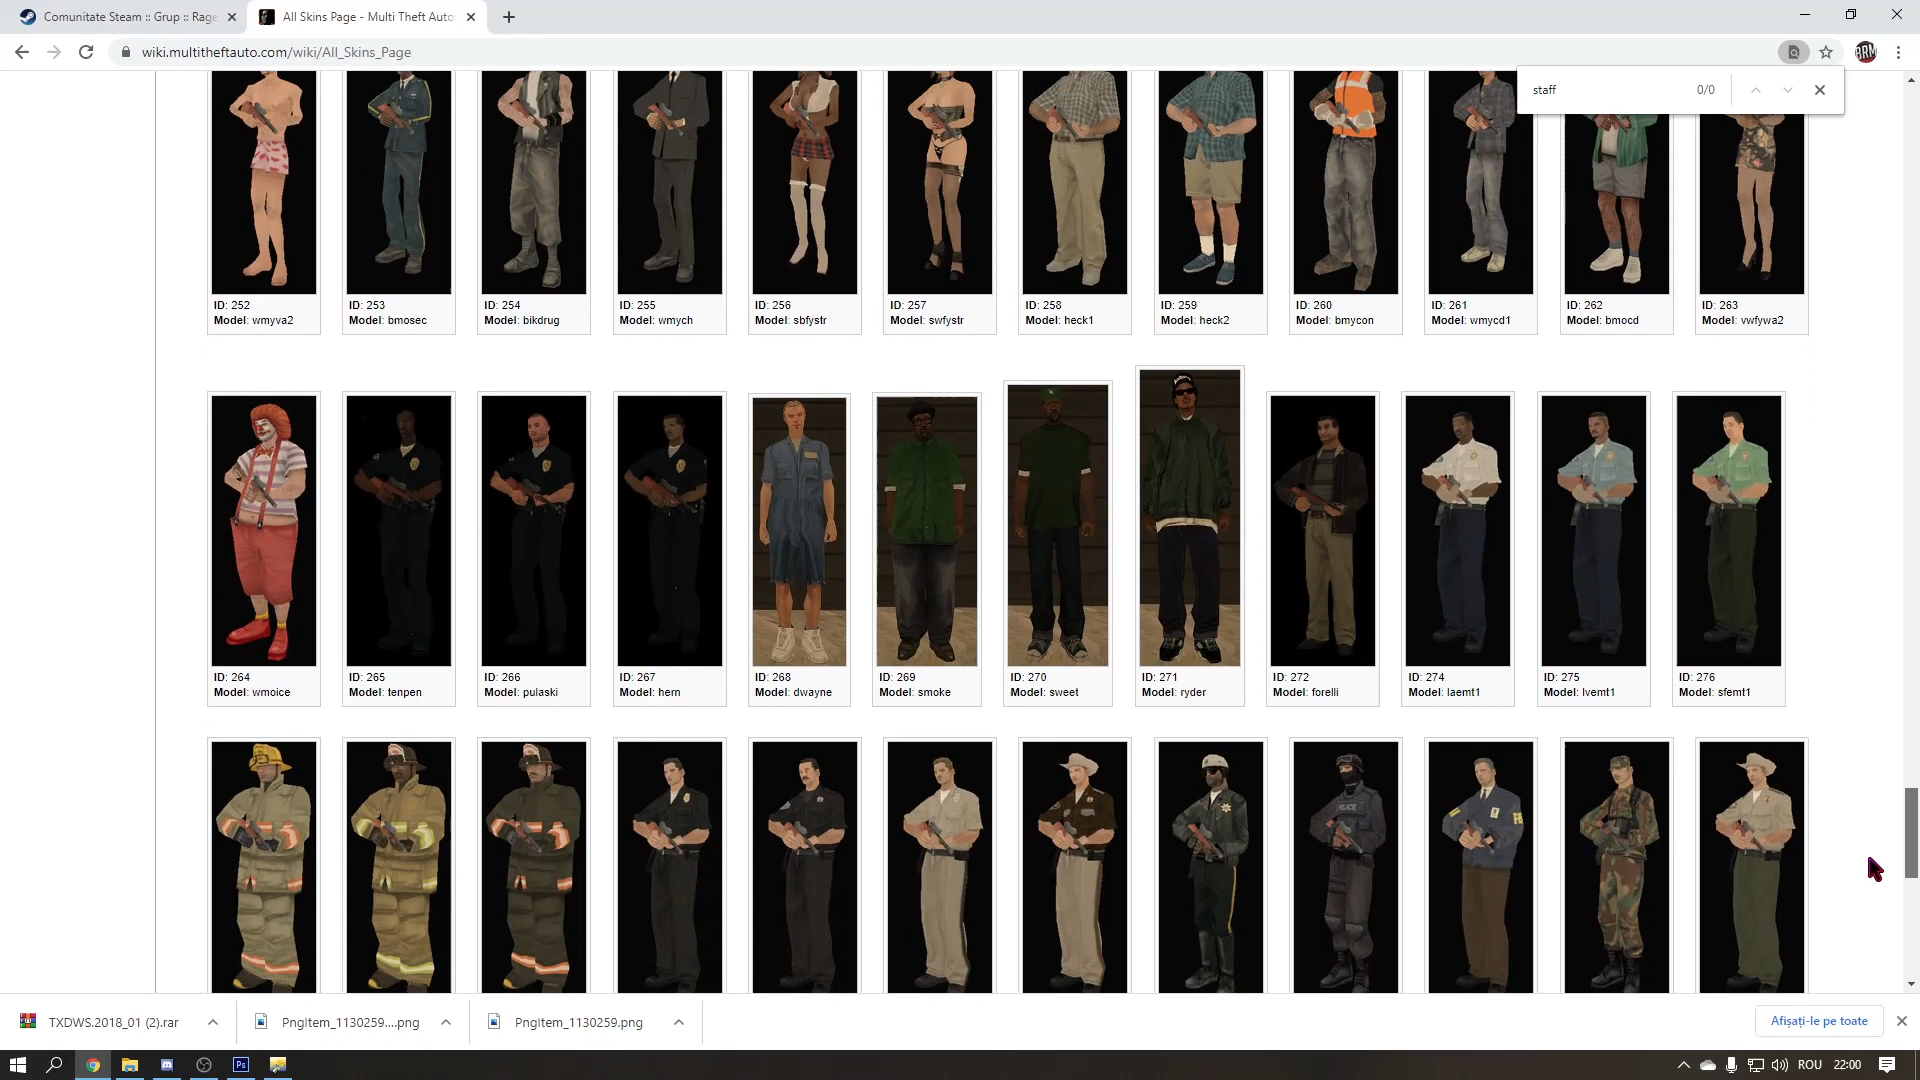 Comunitate Steam :: Grup :: Rage
All Skins Page - Multi Theft Auto:
wiki.multitheftauto.com/wiki/All_Skins_Page
BRM
staff 0/0
ID: 252 ID: 253 ID: 254 ID: 255 ID: 256 ID: 257 ID: 258 ID: 259 ID: 260 ID: 261 ID: 262 ID: 263
Model: wmyva2 Model: bmosec Model: bikdrug Model: wmych Model: sbfystr Model: swfystr Model: heck1 Model: heck2 Model: bmycon Model: wmycd1 Model: bmocd Model: vwfywa2
ID: 264 ID: 265 ID: 266 ID: 267 ID: 268 ID: 269 ID: 270 ID: 271 ID: 272 ID: 274 ID: 275 ID: 276
Model: wmoice Model: tenpen Model: pulaski Model: hern Model: dwayne Model: smoke Model: sweet Model: ryder Model: forelli Model: laemt1 Model: lvemt1 Model: sfemt1
POLICE
TXDWS.2018_01 (2).rar PngItem_1130259....png PngItem_1130259.png Afișați-le pe toate
Ps ROU 22:00